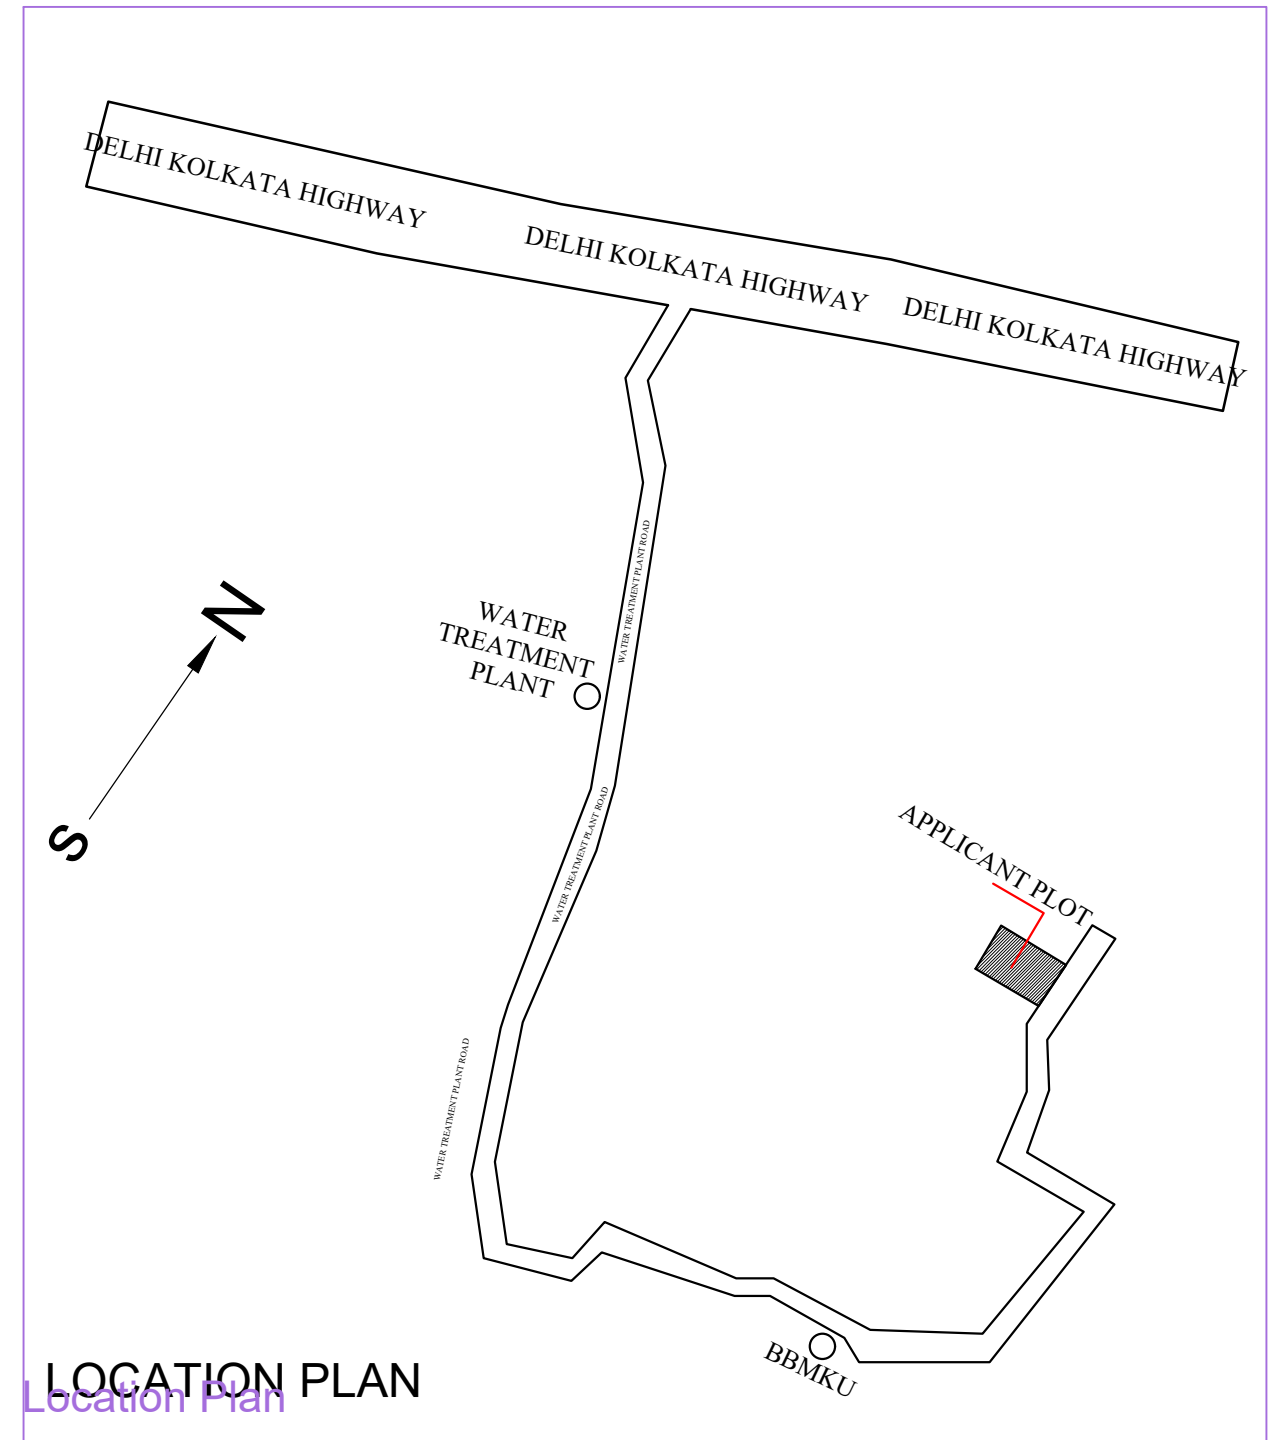 DELHI KOLKATA HIGHWAY
DELHI KOLKATA HIGHWAY
DELHI KOLKATA HIGHWAY
WATER TREATMENT PLANT ROAD
N
WATER
TREATMENT
PLANT
S
WATER TREATMENT PLANT ROAD
APPLICANT PLOT
WATER TREATMENT PLANT ROAD
BBMKU
LOCATION PLAN
Location Plan